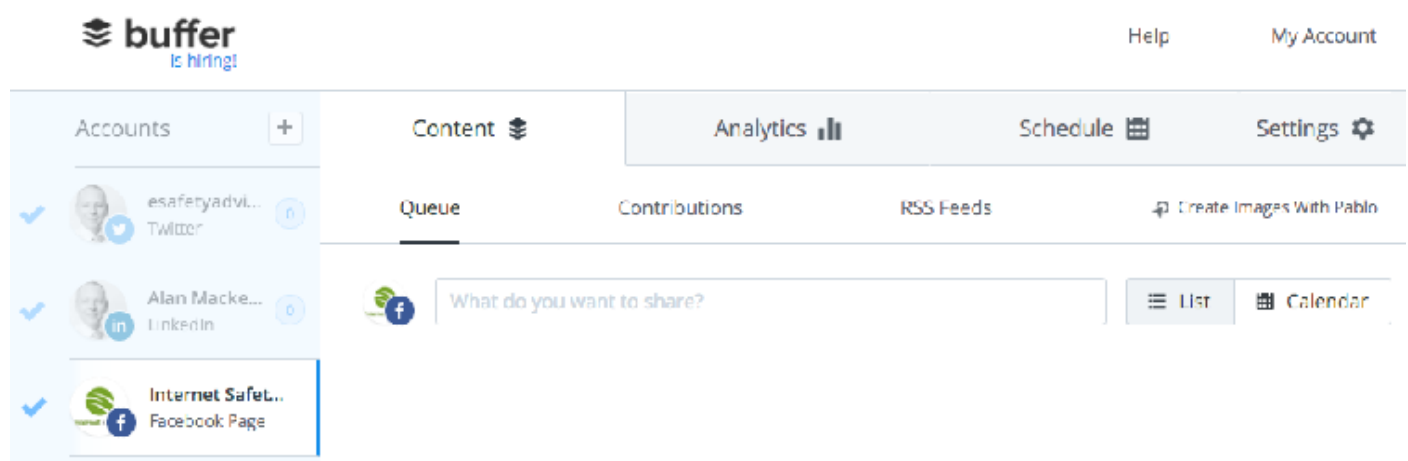 buffer
is hiring!
Help
My Account
Accounts
+
Content
Analytics
Schedule
Settings
esafetyadvi...
Twitter
0
Queue
Contributions
RSS Feeds
Create Images With Pablo
Alan Macke...
LinkedIn
0
What do you want to share?
List
Calendar
Internet Safet...
Facebook Page